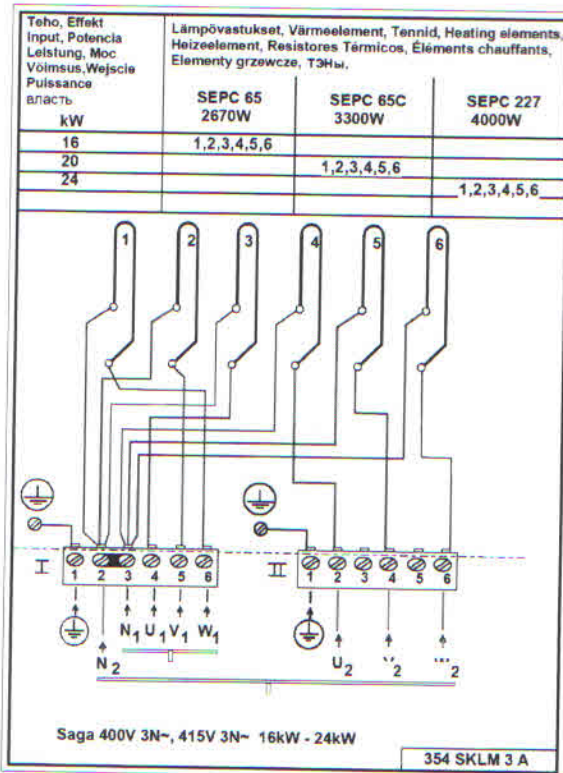 Teho, Effekt
Input, Potencia
Leistung, Moc
Võimsus,Wejscie
Puissance
власть
kW
Lämpövastukset, Värmeelement, Tennid, Heating elements,
Heizeelement, Resistores Térmicos, Éléments chauffants,
Elementy grzewcze, ТЭНы.
SEPC 65 SEPC 65C SEPC 227
2670W 3300W 4000W
16 1,2,3,4,5,6
20 1,2,3,4,5,6
24 1,2,3,4,5,6
1 2 3 4 5 6
I II
1 2 3 4 5 6 1 2 3 4 5 6
N1 U1 V1 W1
N2 U2 V2
Saga 400V 3N~, 415V 3N~ 16kW - 24kW
354 SKLM 3 A